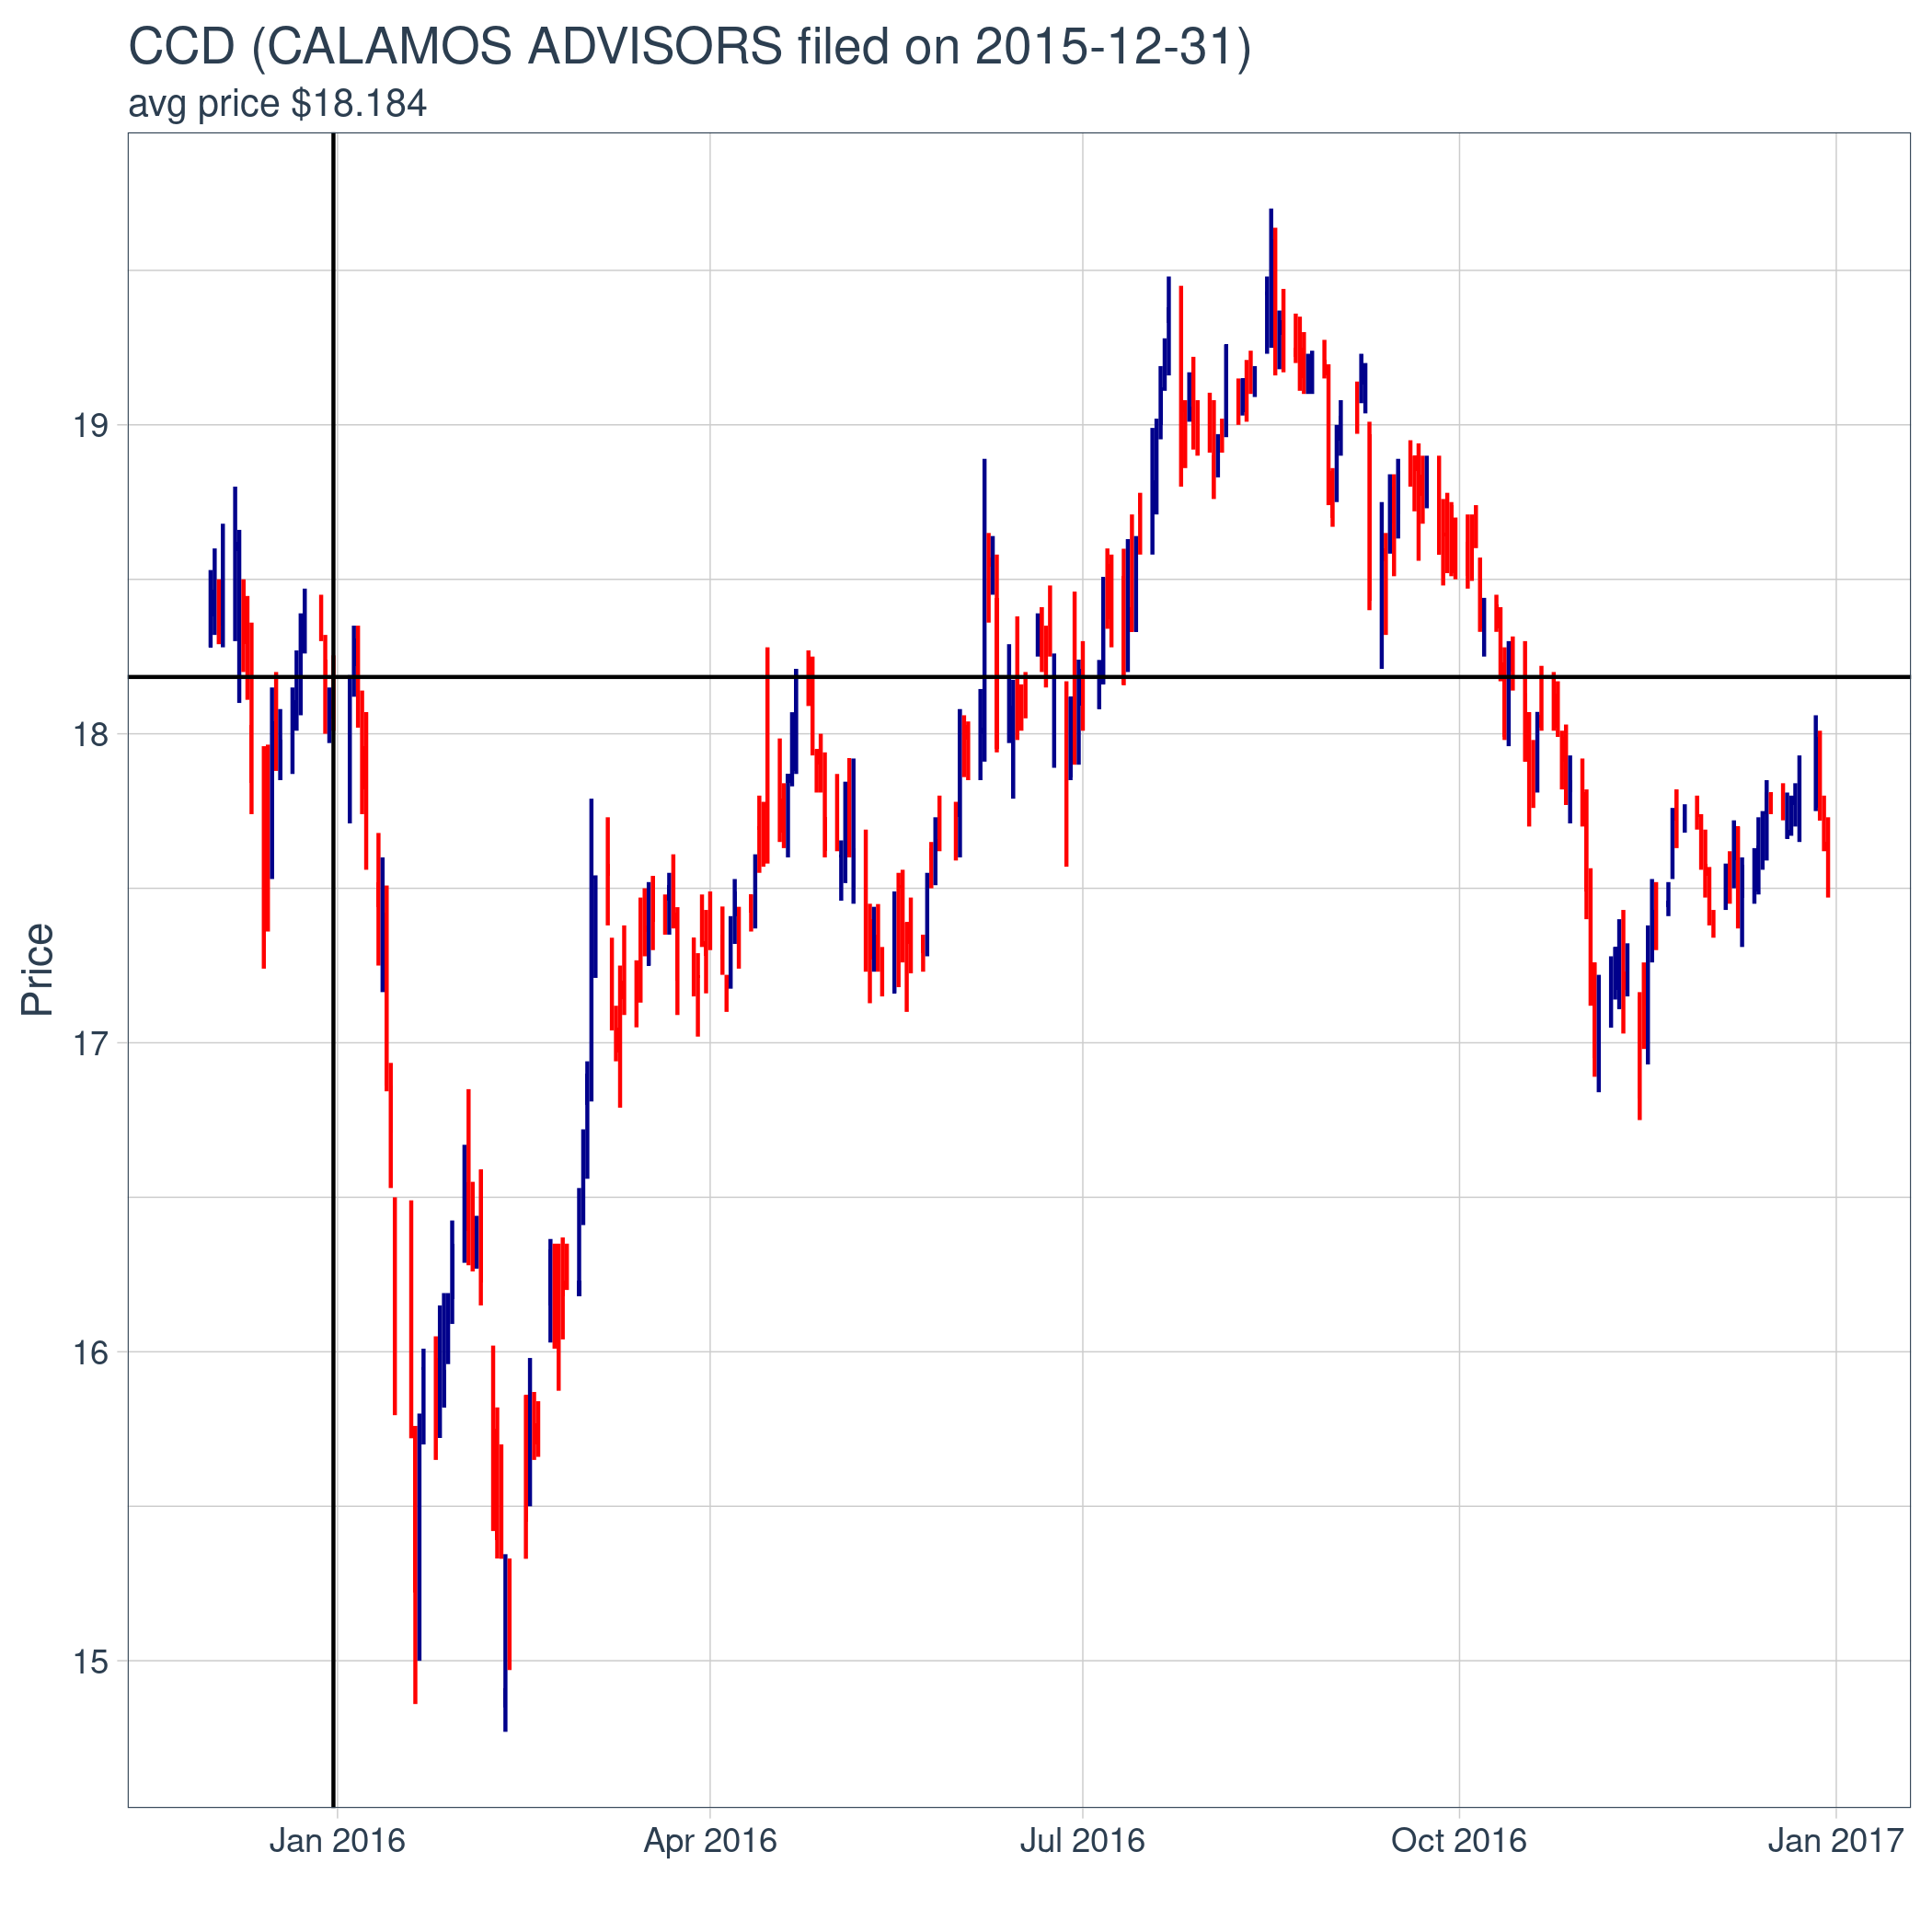 CCD (CALAMOS ADVISORS filed on 2015-12-31)
avg price $18.184
19
18
17
16
15
Price
Jan 2016
Apr 2016
Jul 2016
Oct 2016
Jan 2017